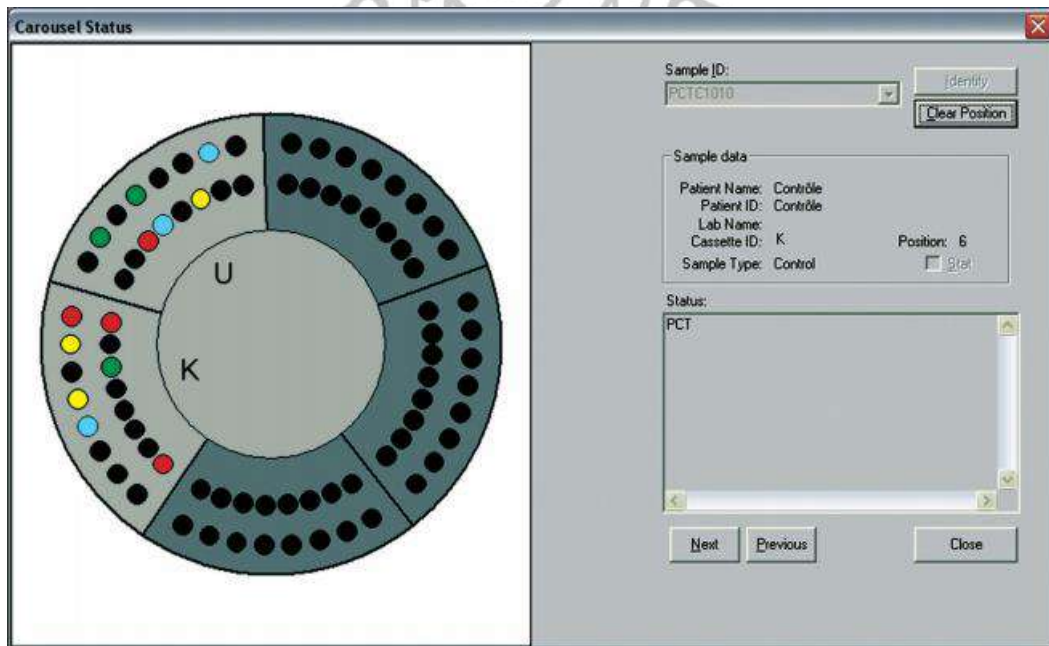 Carousel Status
Sample ID:
PCTC1010
Identify
Clear Position
Sample data
Patient Name: Contrôle
Patient ID: Contrôle
Lab Name:
Cassette ID: K
Position: 6
Sample Type: Control
Stat
Status:
PCT
Next
Previous
Close
U
K